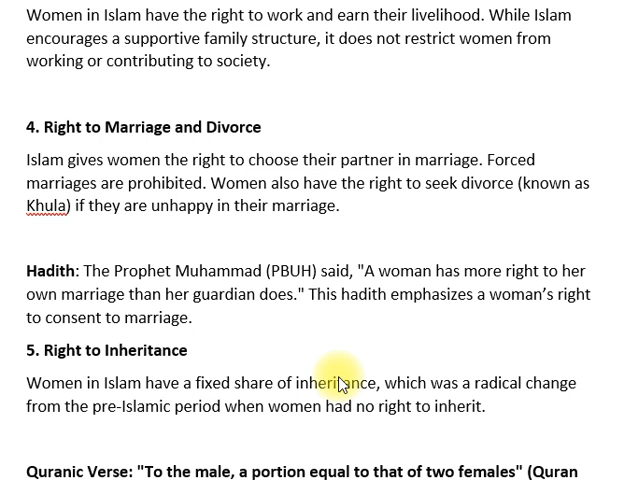 Women in Islam have the right to work and earn their livelihood. While Islam
encourages a supportive family structure, it does not restrict women from
working or contributing to society.
4. Right to Marriage and Divorce
Islam gives women the right to choose their partner in marriage. Forced
marriages are prohibited. Women also have the right to seek divorce (known as
Khula) if they are unhappy in their marriage.
Hadith: The Prophet Muhammad (PBUH) said, "A woman has more right to her
own marriage than her guardian does." This hadith emphasizes a woman’s right
to consent to marriage.
5. Right to Inheritance
Women in Islam have a fixed share of inheritance, which was a radical change
from the pre-Islamic period when women had no right to inherit.
Quranic Verse: "To the male, a portion equal to that of two females" (Quran